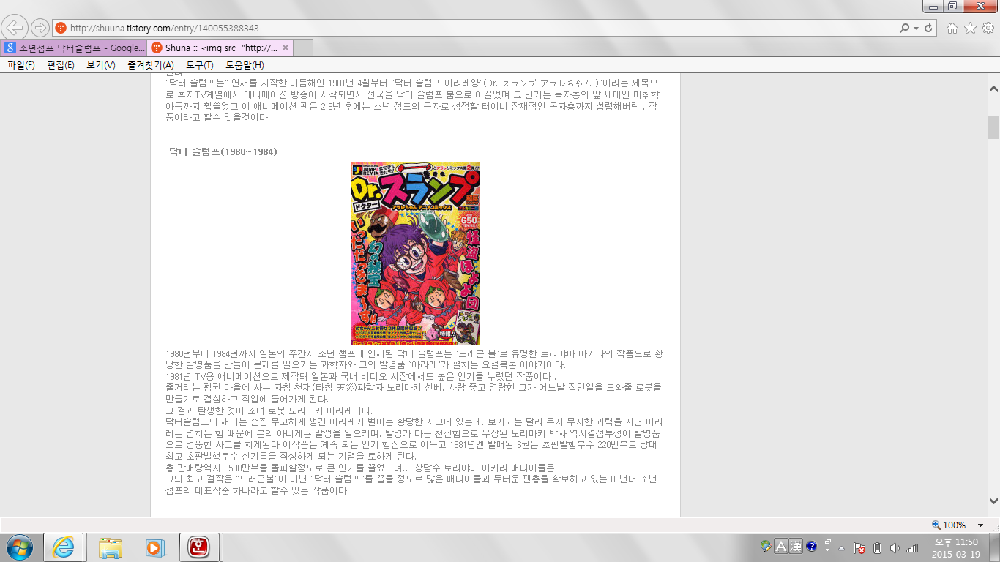 http://shuuna.tistory.com/entry/140055388343
소년점프 닥터슬럼프 - Google...
Shuna :: <img src="http://...
파일(F) 편집(E) 보기(V) 즐겨찾기(A) 도구(T) 도움말(H)
"닥터 슬럼프는" 연재를 시작한 이듬해인 1981년 4월부터 "닥터 슬럼프 아라레양"(Dr. スランプ アラレちゃん )"이라는 제목으
로 후지TV계열에서 애니메이션 방송이 시작되면서 전국을 닥터 슬럼프 붐으로 이끌었며 그 인기는 독자층의 앞 세대인 미취학
아동까지 휩쓸었고 이 애니메이션 팬은 2 3년 후에는 소년 점프의 독자로 성정할 터이니 잠재적인 독자층까지 섭렵해버린.. 작
품이라고 할수 잇을것이다
닥터 슬럼프(1980~1984)
JUMP
REMIX
Dr.スランプ
ドクター
アラレちゃん アニメコミックス
650
いっただっきま〜す!!
幻の秘宝
怪盗ほよよ団
特報!!
1980년부터 1984년까지 일본의 주간지 소년 챔프에 연재된 닥터 슬럼프는 `드래곤 볼'로 유명한 토리야마 아키라의 작품으로 황
당한 발명품을 만들어 문제를 일으키는 과학자와 그의 발명품 `아라레'가 펼치는 요절복통 이야기이다.
1981년 TV용 애니메이션으로 제작돼 일본과 국내 비디오 시장에서도 높은 인기를 누렸던 작품이다 .
줄거리는 펭귄 마을에 사는 자칭 천재(타칭 天災)과학자 노리마키 센베. 사람 좋고 명랑한 그가 어느날 집안일을 도와줄 로봇을
만들기로 결심하고 작업에 들어가게 된다.
그 결과 탄생한 것이 소녀 로봇 노리마키 아라레이다.
닥터슬럼프의 재미는 순진 무고하게 생긴 아라레가 벌이는 황당한 사고에 있는데. 보기와는 달리 무시 무시한 괴력을 지닌 아라
레는 넘치는 힘 때문에 본의 아니게큰 말썽을 일으키며. 발명가 다운 천진함으로 무장된 노리마키 박사 역시결점투성이 발명품
으로 엉뚱한 사고를 치게된다 이작품은 계속 되는 인기 행진으로 이윽고 1981년엔 발매된 6권은 초판발행부수 220만부로 당대
최고 초판발행부수 신기록을 작성하게 되는 기염을 토하게 된다.
총 판매량역시 3500만부를 돌파할정도로 큰 인기를 끌었으며.. 상당수 토리야마 아키라 매니아들은
그의 최고 걸작은 "드래곤볼"이 아닌 "닥터 슬럼프"를 꼽을 정도로 많은 매니아들과 두터운 팬층을 확보하고 있는 80년대 소년
점프의 대표작중 하나라고 할수 있는 작품이다
100%
A 漢
오후 11:50
2015-03-19